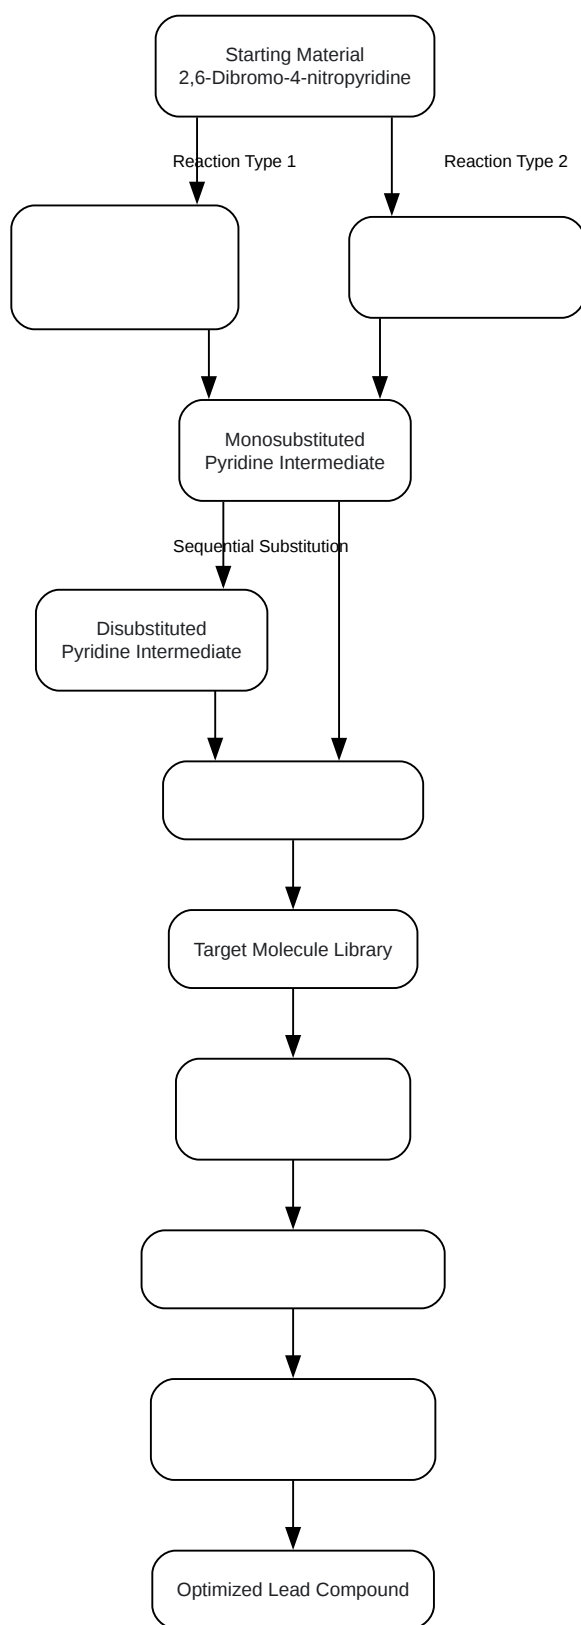 Starting Material
2,6-Dibromo-4-nitropyridine
Reaction Type 1
Reaction Type 2
Monosubstituted
Pyridine Intermediate
Sequential Substitution
Disubstituted
Pyridine Intermediate
Target Molecule Library
Optimized Lead Compound